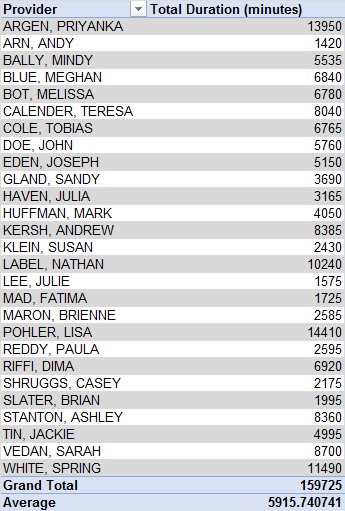 Provider Total Duration (minutes)
ARGEN, PRIYANKA 13950
ARN, ANDY 1420
BALLY, MINDY 5535
BLUE, MEGHAN 6840
BOT, MELISSA 6780
CALENDER, TERESA 8040
COLE, TOBIAS 6765
DOE, JOHN 5760
EDEN, JOSEPH 5150
GLAND, SANDY 3690
HAVEN, JULIA 3165
HUFFMAN, MARK 4050
KERSH, ANDREW 8385
KLEIN, SUSAN 2430
LABEL, NATHAN 10240
LEE, JULIE 1575
MAD, FATIMA 1725
MARON, BRIENNE 2585
POHLER, LISA 14410
REDDY, PAULA 2595
RIFFI, DIMA 6920
SHRUGGS, CASEY 2175
SLATER, BRIAN 1995
STANTON, ASHLEY 8360
TIN, JACKIE 4995
VEDAN, SARAH 8700
WHITE, SPRING 11490
Grand Total 159725
Average 5915.740741